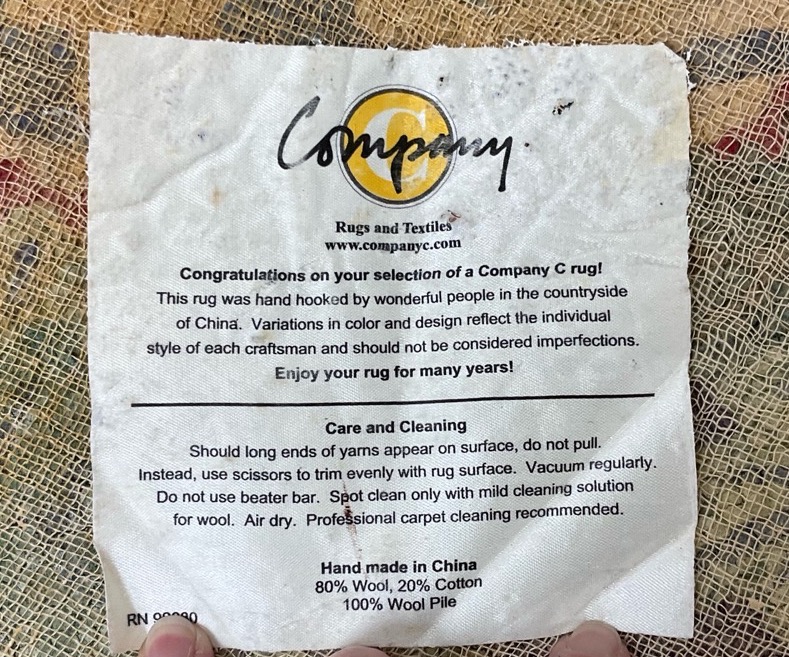 Company
C
Rugs and Textiles
www.companyc.com
Congratulations on your selection of a Company C rug!
This rug was hand hooked by wonderful people in the countryside
of China. Variations in color and design reflect the individual
style of each craftsman and should not be considered imperfections.
Enjoy your rug for many years!
Care and Cleaning
Should long ends of yarns appear on surface, do not pull.
Instead, use scissors to trim evenly with rug surface. Vacuum regularly.
Do not use beater bar. Spot clean only with mild cleaning solution
for wool. Air dry. Professional carpet cleaning recommended.
Hand made in China
80% Wool, 20% Cotton
100% Wool Pile
RN